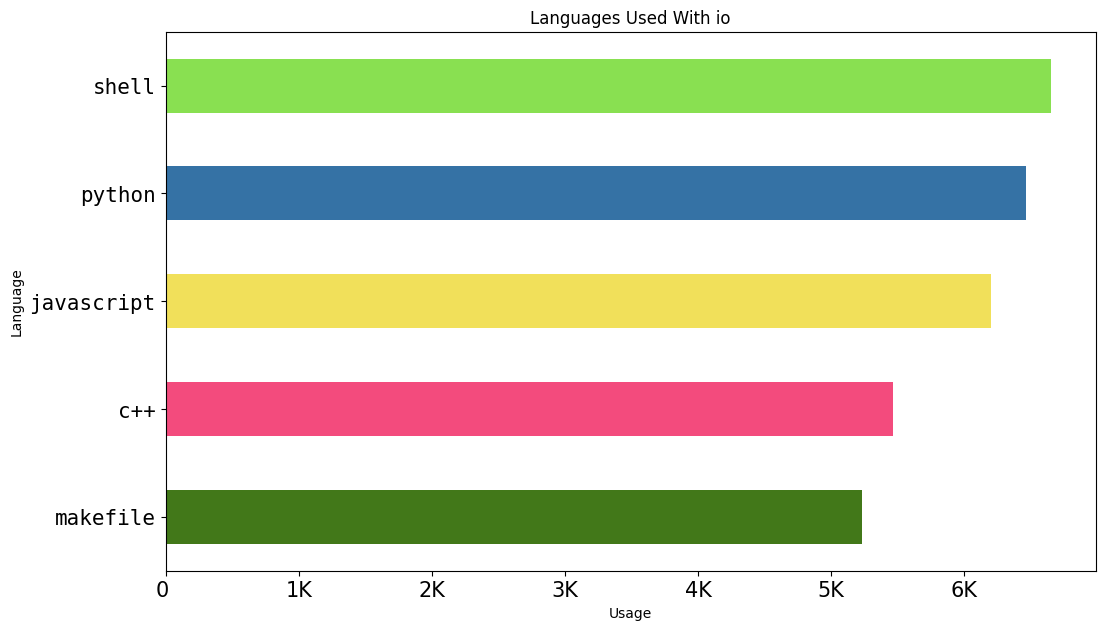 Languages Used With io
Language
shell
python
javascript
c++
makefile
0 1K 2K 3K 4K 5K 6K
Usage